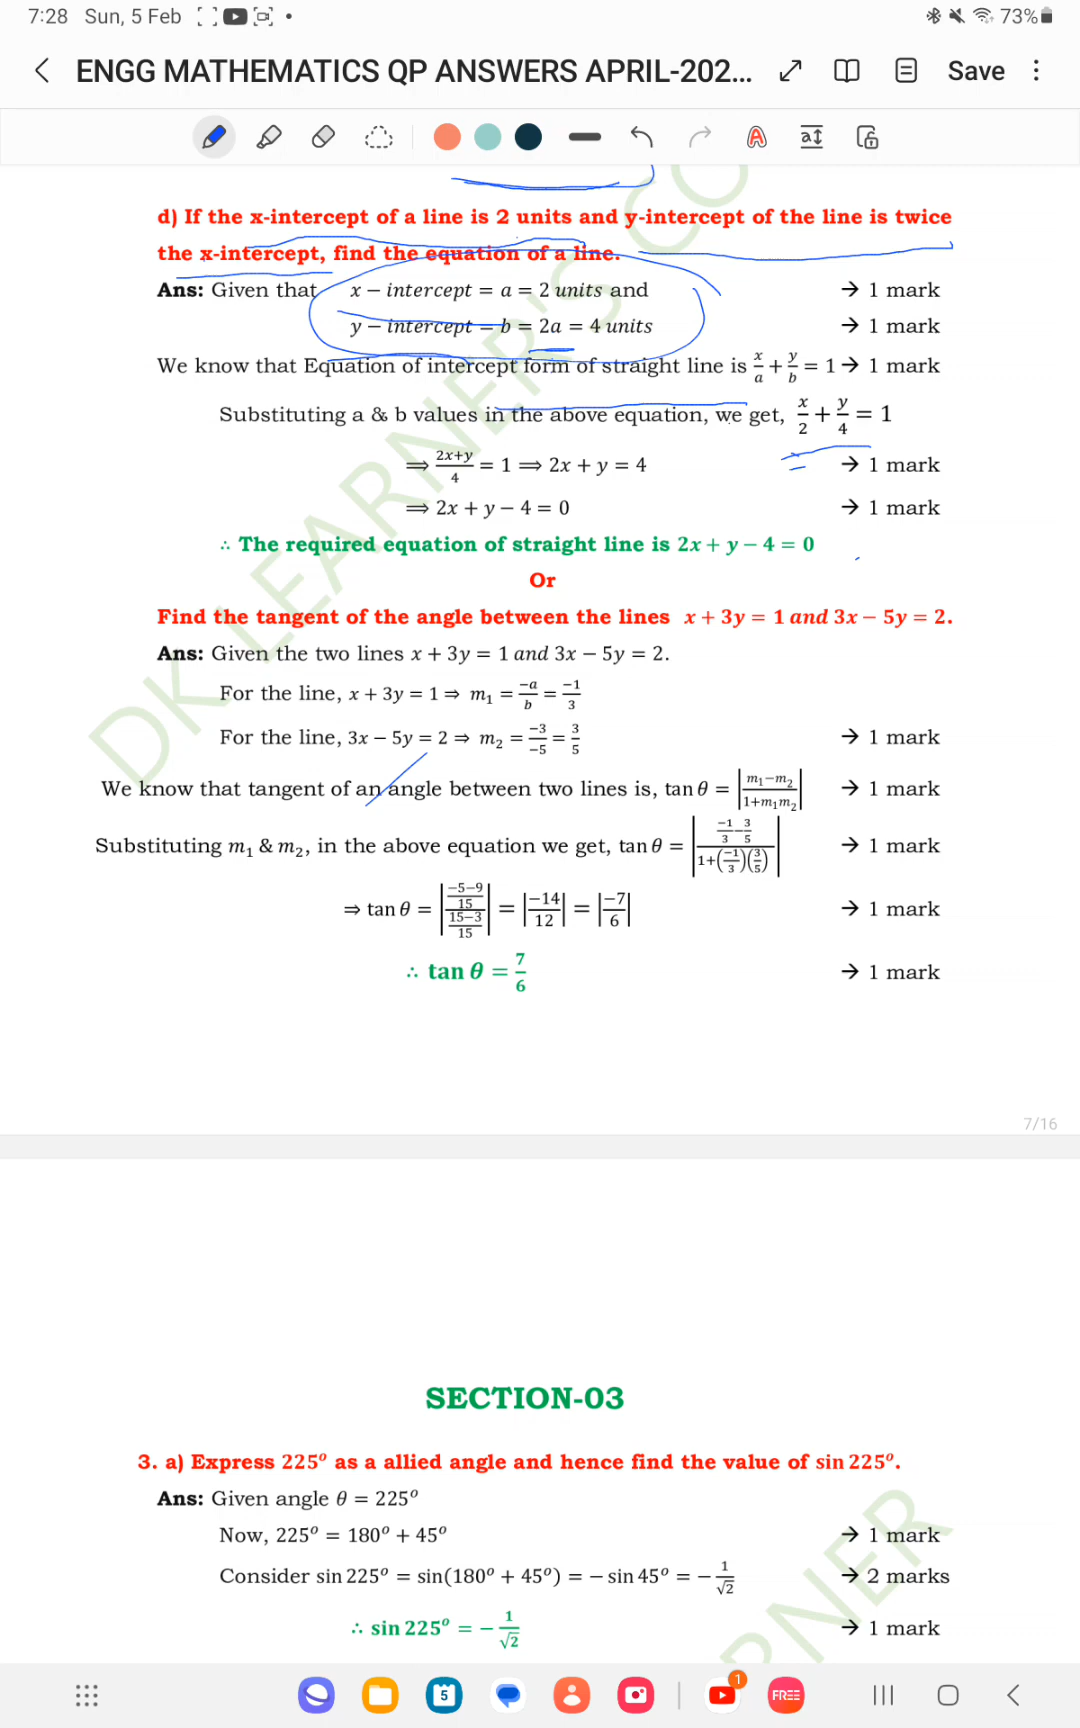 7:28 Sun, 5 Feb 73%
ENGG MATHEMATICS QP ANSWERS APRIL-202... Save
d) If the x-intercept of a line is 2 units and y-intercept of the line is twice
the x-intercept, find the equation of a line.
Ans: Given that x − intercept = a = 2 units and → 1 mark
y − intercept = b = 2a = 4 units → 1 mark
We know that Equation of intercept form of straight line is x/a + y/b = 1 → 1 mark
Substituting a & b values in the above equation, we get, x/2 + y/4 = 1
⟹ (2x+y)/4 = 1 ⟹ 2x + y = 4 → 1 mark
⟹ 2x + y − 4 = 0 → 1 mark
∴ The required equation of straight line is 2x + y − 4 = 0
Or
Find the tangent of the angle between the lines x + 3y = 1 and 3x − 5y = 2.
Ans: Given the two lines x + 3y = 1 and 3x − 5y = 2.
For the line, x + 3y = 1 ⇒ m₁ = −a/b = −1/3
For the line, 3x − 5y = 2 ⇒ m₂ = −3/−5 = 3/5 → 1 mark
We know that tangent of an angle between two lines is, tan θ = |(m₁−m₂)/(1+m₁m₂)| → 1 mark
Substituting m₁ & m₂, in the above equation we get, tan θ = |(−1/3 − 3/5)/(1+(−1/3)(3/5))| → 1 mark
⇒ tan θ = |((−5−9)/15)/((15−3)/15)| = |−14/12| = |−7/6| → 1 mark
∴ tan θ = 7/6 → 1 mark
7/16
SECTION-03
3. a) Express 225° as a allied angle and hence find the value of sin 225°.
Ans: Given angle θ = 225°
Now, 225° = 180° + 45° → 1 mark
Consider sin 225° = sin(180° + 45°) = − sin 45° = − 1/√2 → 2 marks
∴ sin 225° = − 1/√2 → 1 mark
DK LEARNER'S CO
RNER
5
1
FREE